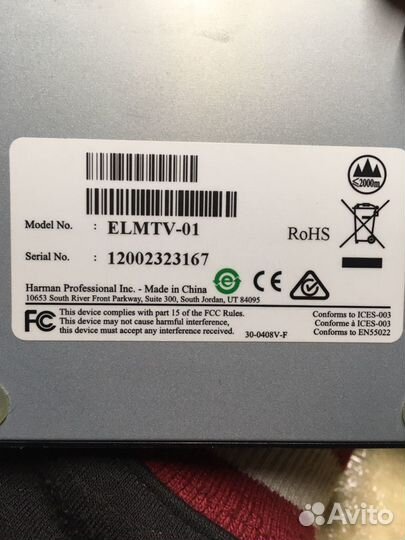 ≤2000m
Model No. : ELMTV-01
RoHS
Serial No. : 12002323167
CE
Harman Professional Inc. - Made in China
10653 South River Front Parkway, Suite 300, South Jordan, UT 84095
FC This device complies with part 15 of the FCC Rules.
This device may not cause harmful interference,
this device must accept any interference received.
30-0408V-F
Conforms to ICES-003
Conforme à ICES-003
Conforms to EN55022
Avito